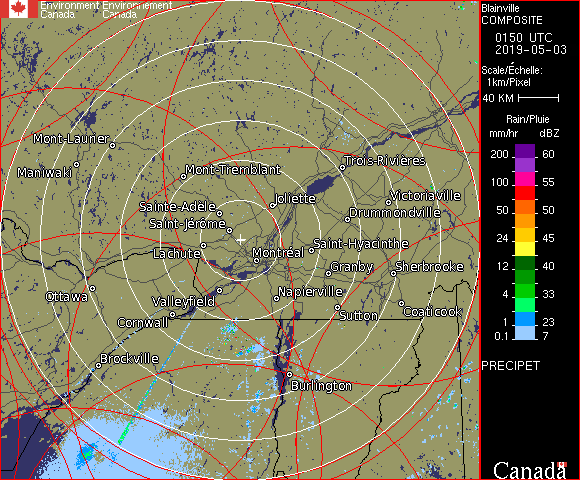 Environment Environnement
Canada Canada
Blainville
COMPOSITE
0150 UTC
2019-05-03
Scale/Échelle:
1km/Pixel
40 KM
Rain/Pluie
mm/hr dBZ
200 60
100 55
50 50
24 45
12 40
4 33
1 23
0.1 7
PRECIPET
Canada
Mont-Laurier
Maniwaki
Mont-Tremblant
Trois-Rivières
Joliette
Victoriaville
Sainte-Adèle
Drummondville
Saint-Jérôme
Saint-Hyacinthe
Lachute
Montréal
Granby
Sherbrooke
Ottawa
Napierville
Valleyfield
Coaticook
Sutton
Cornwall
Brockville
Burlington